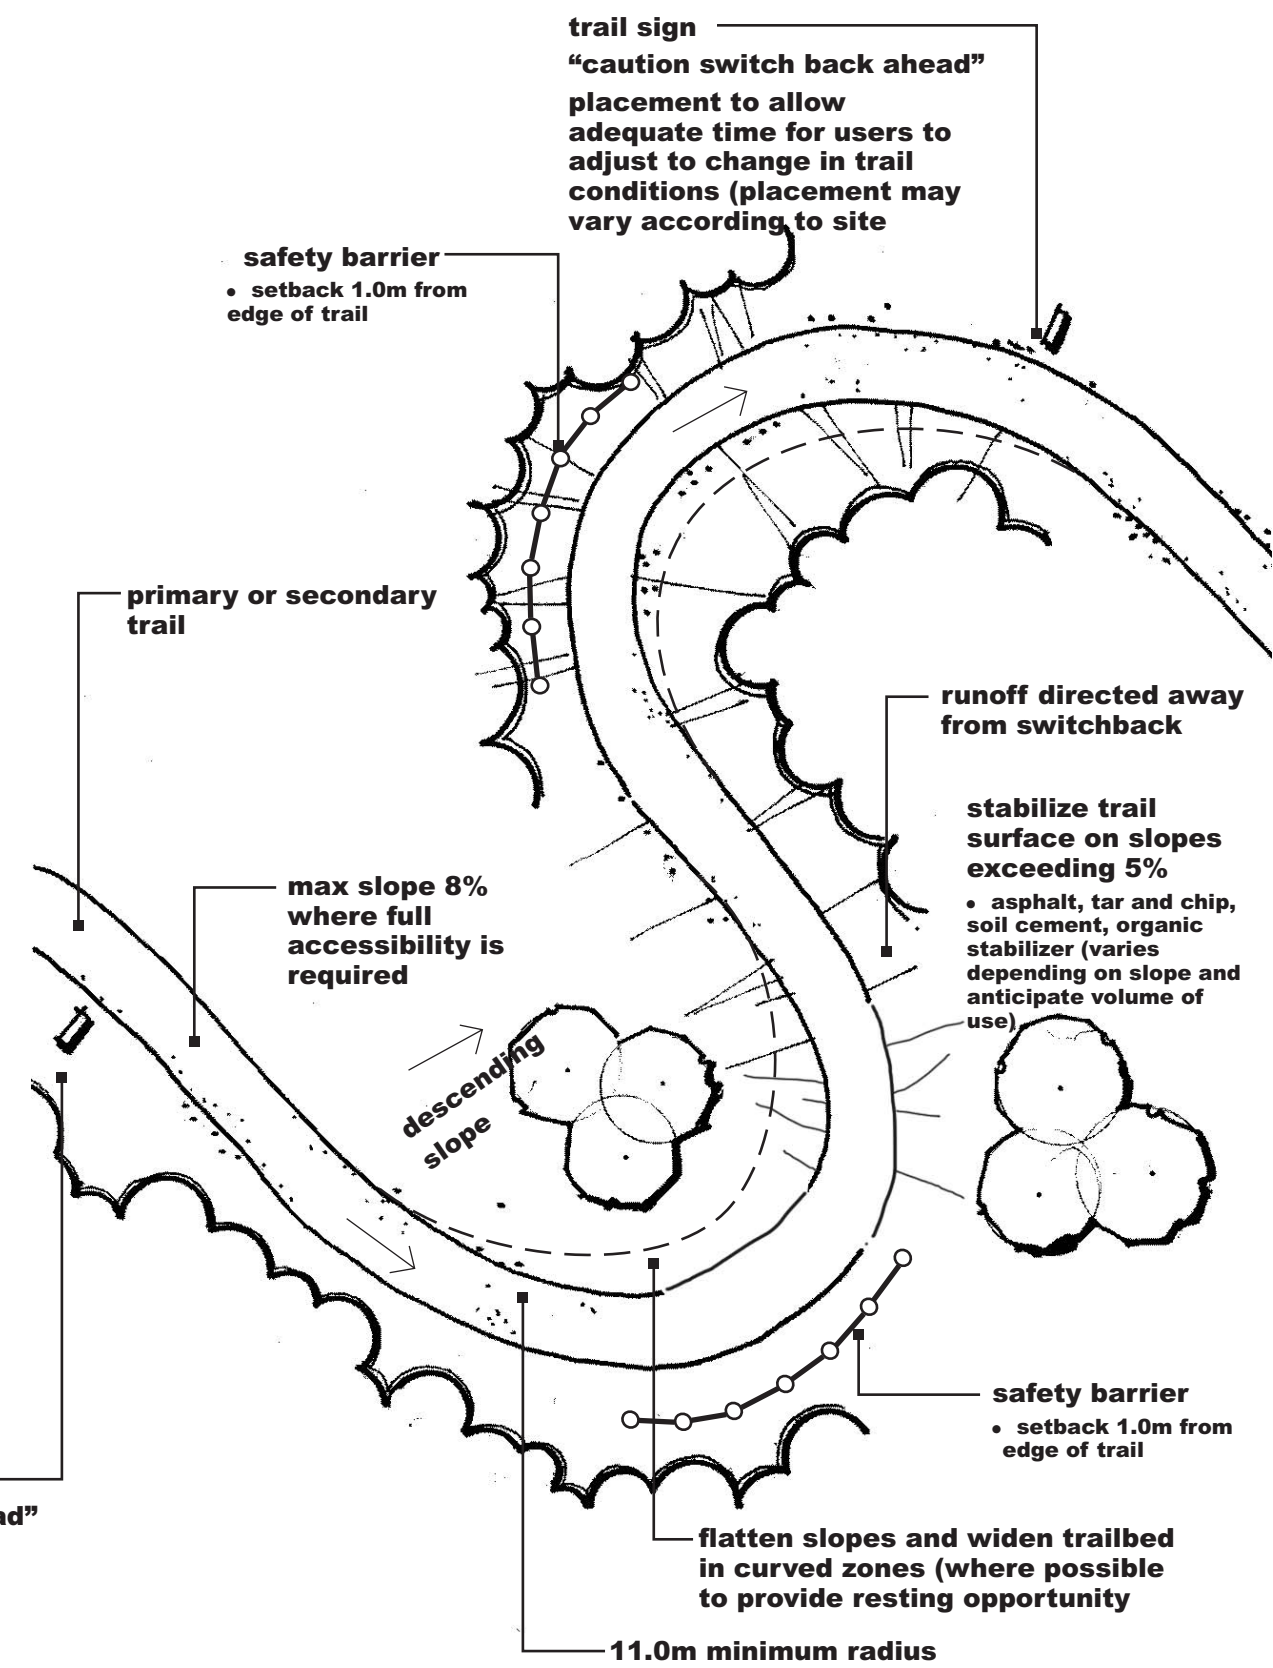 trail sign
“caution switch back ahead”
placement to allow
adequate time for users to
adjust to change in trail
conditions (placement may
vary according to site
safety barrier
• setback 1.0m from
edge of trail
primary or secondary
trail
runoff directed away
from switchback
stabilize trail
surface on slopes
exceeding 5%
• asphalt, tar and chip,
soil cement, organic
stabilizer (varies
depending on slope and
anticipate volume of
use)
max slope 8%
where full
accessibility is
required
descending
slope
safety barrier
• setback 1.0m from
edge of trail
ad”
flatten slopes and widen trailbed
in curved zones (where possible
to provide resting opportunity
11.0m minimum radius